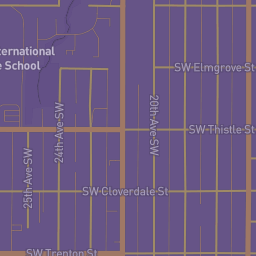 nternational
e School
SW Elmgrove St
20th Ave SW
24th Ave SW
SW Thistle St
25th Ave SW
SW Cloverdale St
SW Trenton St